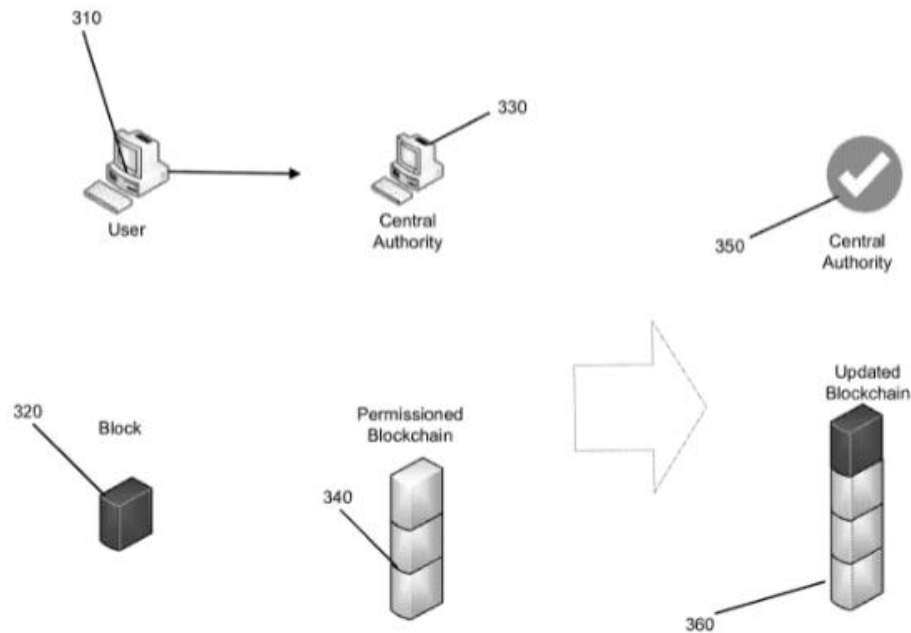 310
330
User
Central
Authority
350
Central
Authority
320
Block
Permissioned
Blockchain
340
Updated
Blockchain
360